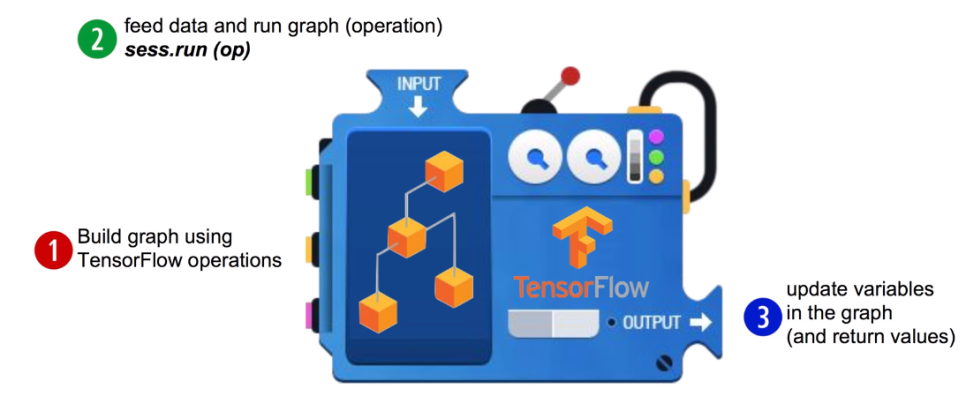 2
feed data and run graph (operation)
sess.run (op)
INPUT
1
Build graph using
TensorFlow operations
TensorFlow
OUTPUT
3
update variables
in the graph
(and return values)